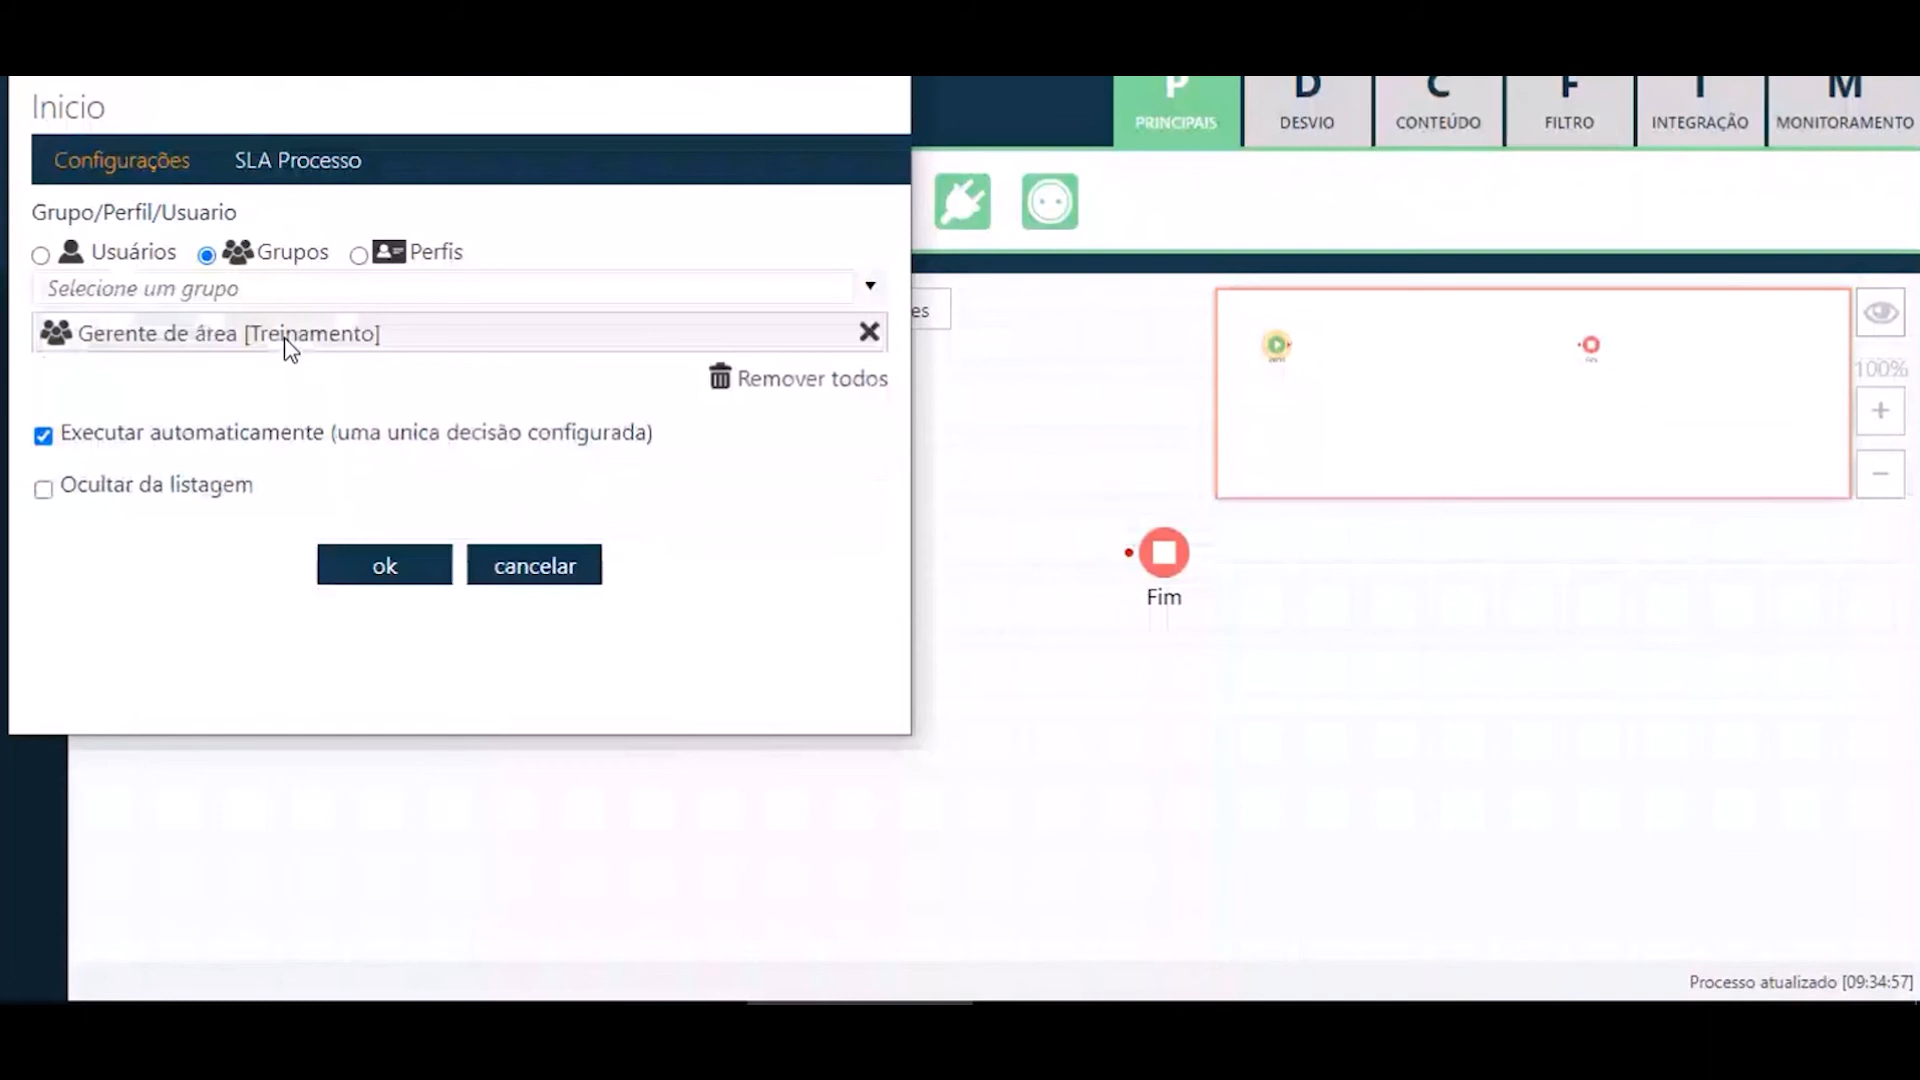 Inicio
P D C F I M
PRINCIPAIS DESVIO CONTEÚDO FILTRO INTEGRAÇÃO MONITORAMENTO
Configurações SLA Processo
Grupo/Perfil/Usuario
Usuários Grupos Perfis
Selecione um grupo
es
Gerente de área [Treinamento]
100%
Remover todos
Executar automaticamente (uma unica decisão configurada)
Ocultar da listagem
ok cancelar
Fim
Processo atualizado [09:34:57]